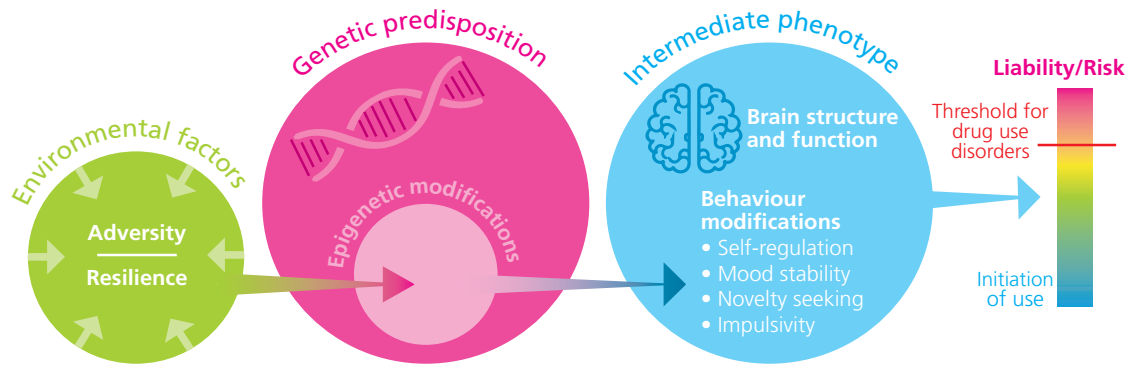 Environmental factors
Adversity
Resilience
Genetic predisposition
Epigenetic modifications
Intermediate phenotype
Brain structure
and function
Behaviour
modifications
• Self-regulation
• Mood stability
• Novelty seeking
• Impulsivity
Liability/Risk
Threshold for
drug use
disorders
Initiation
of use